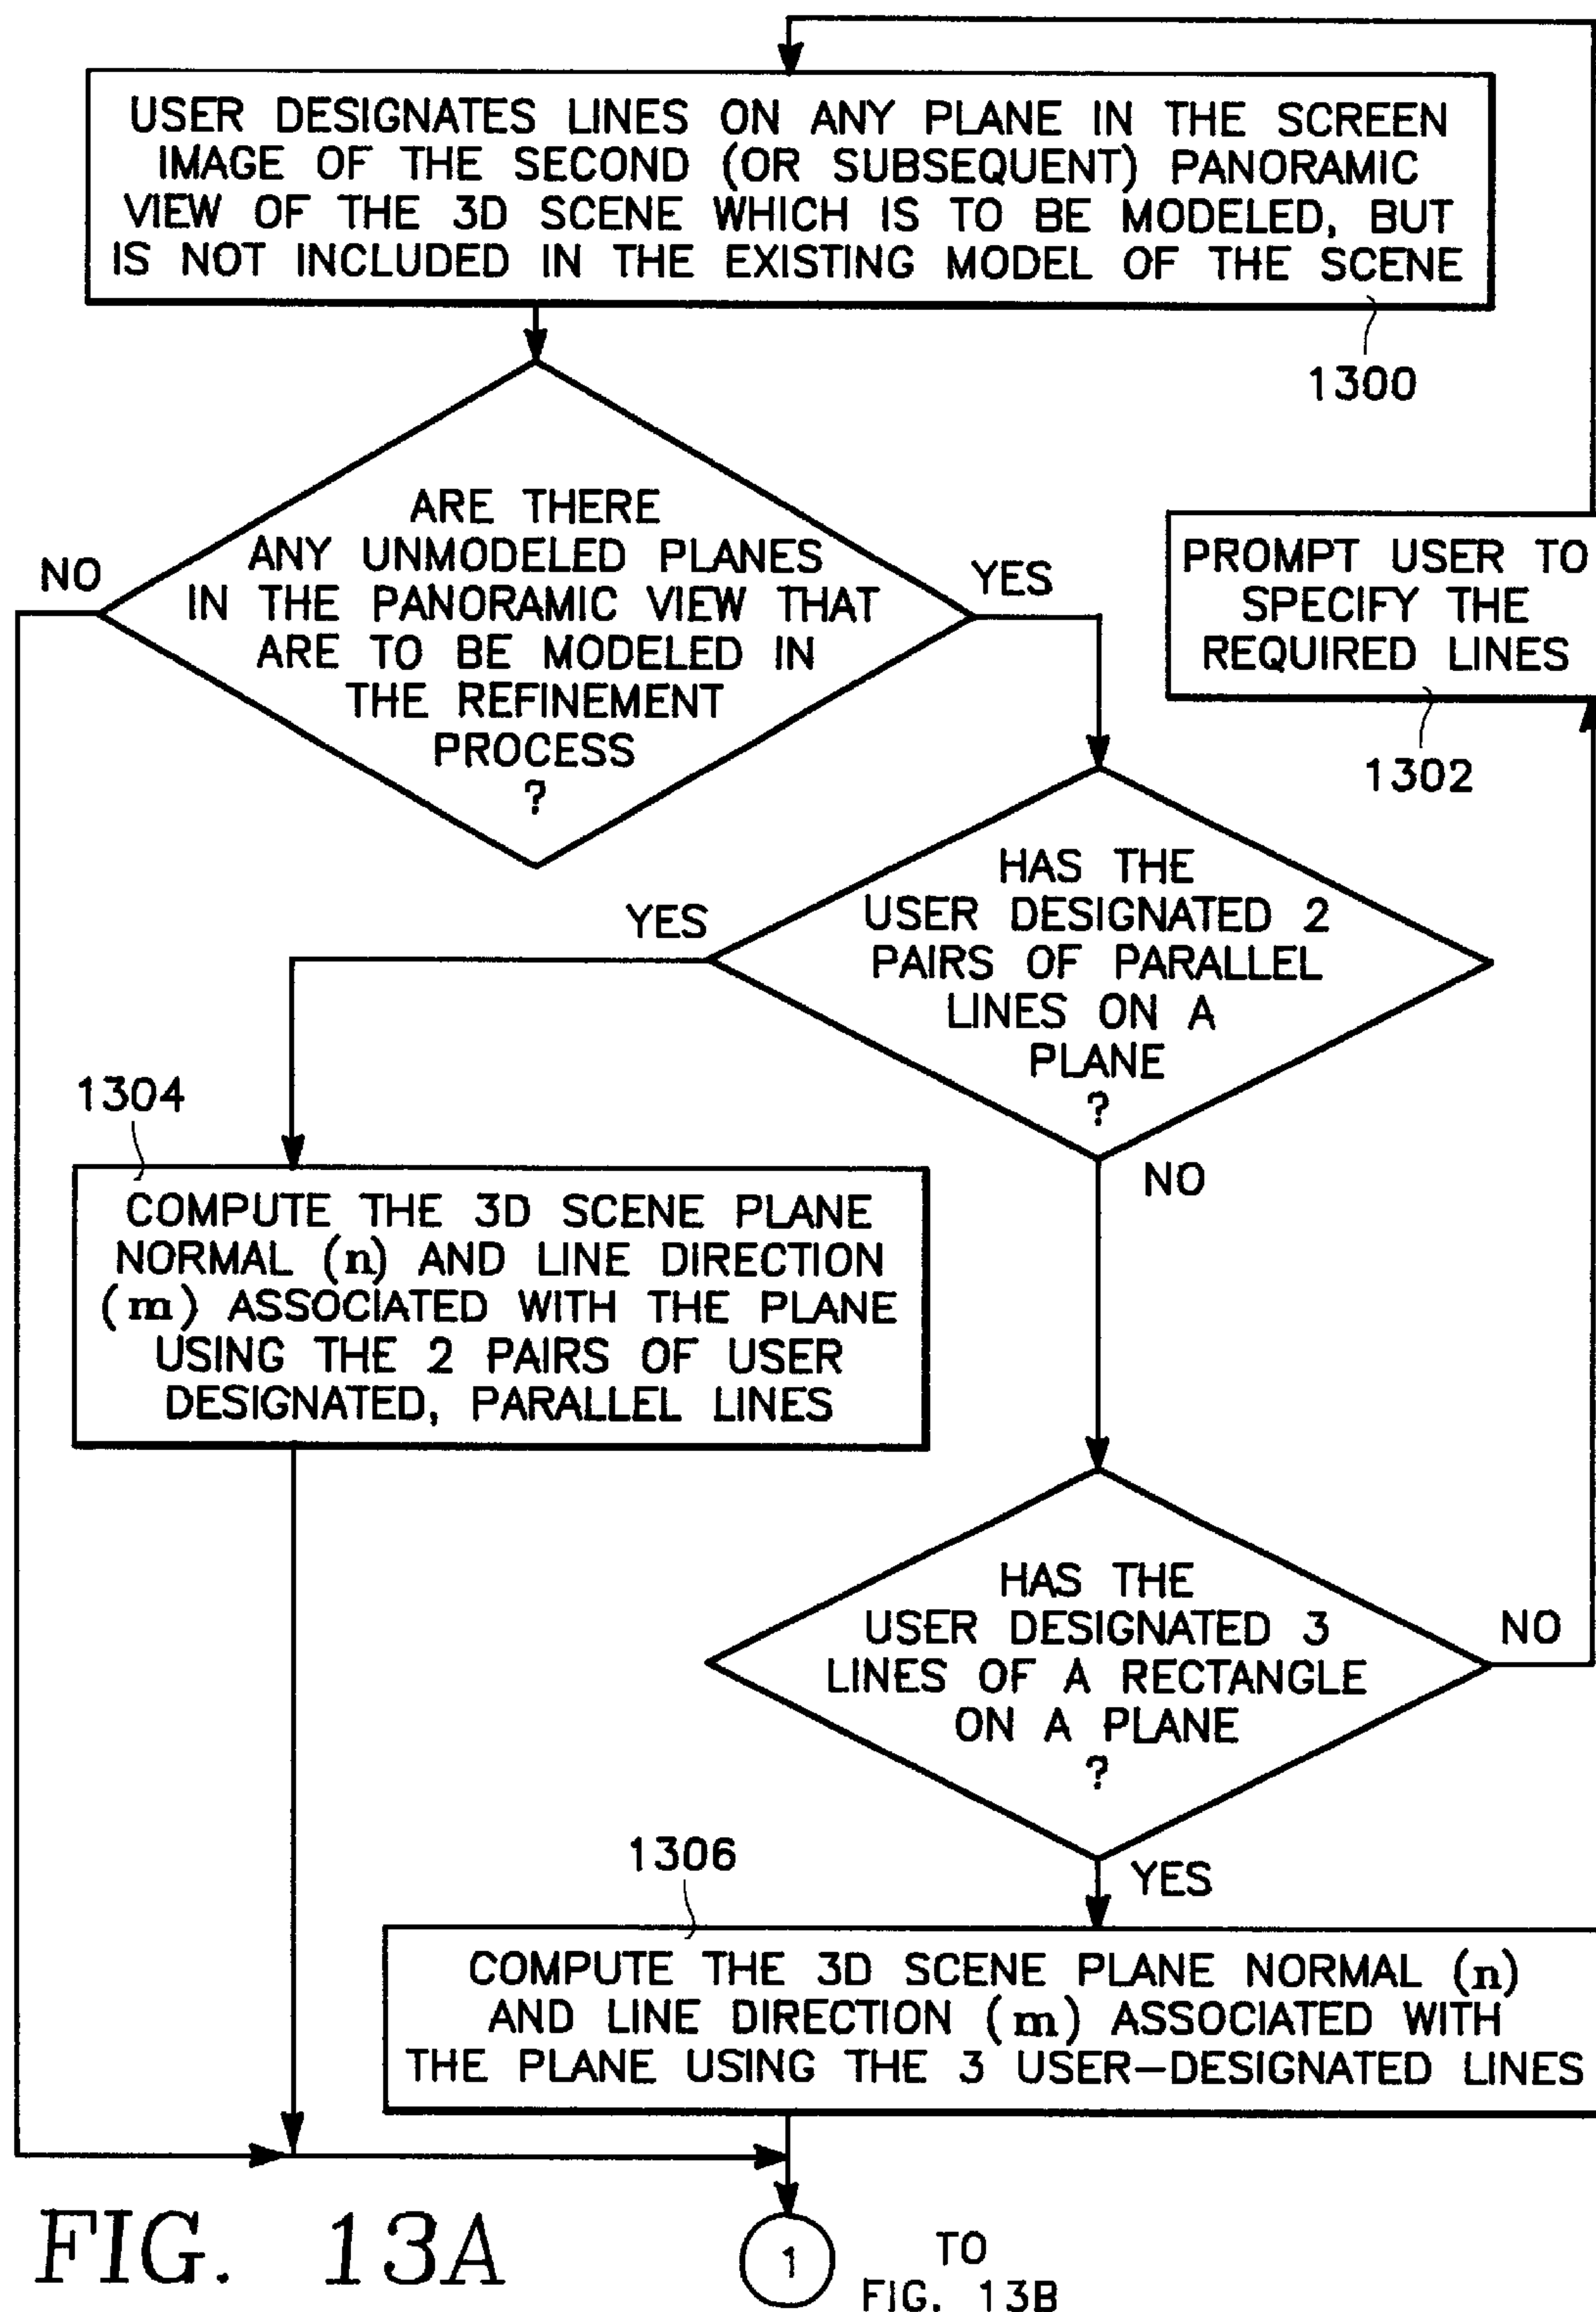 USER DESIGNATES LINES ON ANY PLANE IN THE SCREEN
IMAGE OF THE SECOND (OR SUBSEQUENT) PANORAMIC
VIEW OF THE 3D SCENE WHICH IS TO BE MODELED, BUT
IS NOT INCLUDED IN THE EXISTING MODEL OF THE SCENE
1300
ARE THERE
ANY UNMODELED PLANES
IN THE PANORAMIC VIEW THAT
ARE TO BE MODELED IN
THE REFINEMENT
PROCESS
?
NO
YES
PROMPT USER TO
SPECIFY THE
REQUIRED LINES
1302
HAS THE
USER DESIGNATED 2
PAIRS OF PARALLEL
LINES ON A
PLANE
?
YES
NO
1304
COMPUTE THE 3D SCENE PLANE
NORMAL (n) AND LINE DIRECTION
(m) ASSOCIATED WITH THE PLANE
USING THE 2 PAIRS OF USER
DESIGNATED, PARALLEL LINES
HAS THE
USER DESIGNATED 3
LINES OF A RECTANGLE
ON A PLANE
?
NO
YES
1306
COMPUTE THE 3D SCENE PLANE NORMAL (n)
AND LINE DIRECTION (m) ASSOCIATED WITH
THE PLANE USING THE 3 USER-DESIGNATED LINES
FIG. 13A
1
TO
FIG. 13B